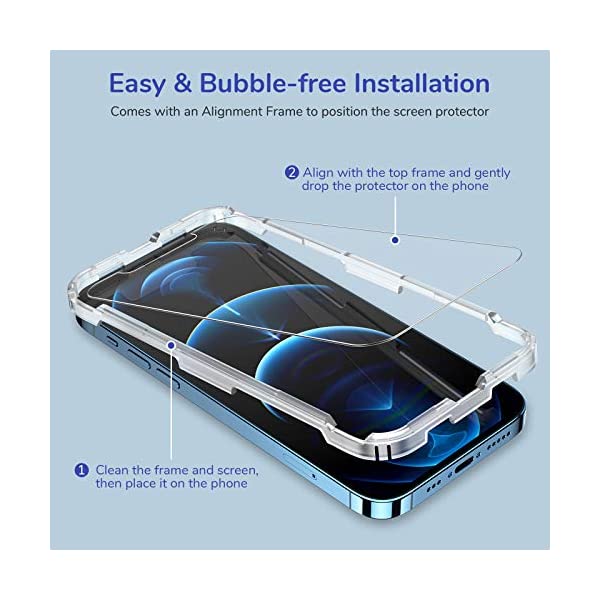 Easy & Bubble-free Installation
Comes with an Alignment Frame to position the screen protector
2 Align with the top frame and gently
drop the protector on the phone
1 Clean the frame and screen,
then place it on the phone